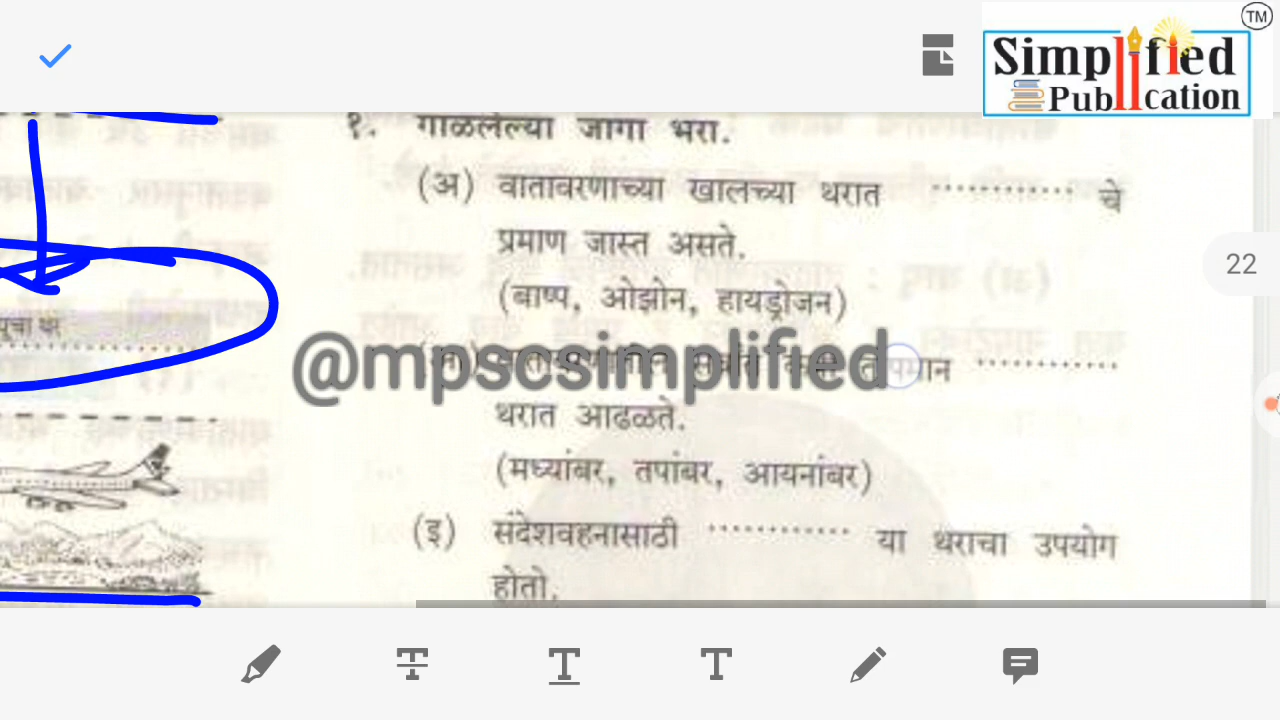 TM
Simplified
Publication
१. गाळलेल्या जागा भरा.
(अ) वातावरणाच्या खालच्या थरात ............ चे
प्रमाण जास्त असते.
22
(बाष्प, ओझोन, हायड्रोजन)
@mpscsimplified
............
थरात आढळते.
(मध्यांबर, तपांबर, आयनांबर)
(इ) संदेशवहनासाठी ............ या थराचा उपयोग
होतो.
T T T